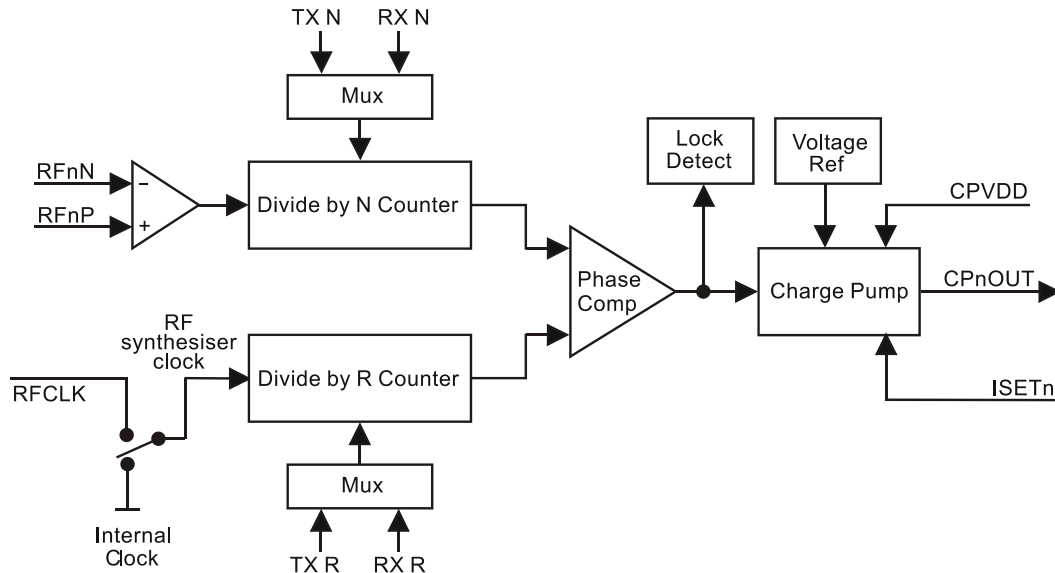 TX N
RX N
Mux
RFnN
−
RFnP
+
Divide by N Counter
Lock
Detect
Voltage
Ref
CPVDD
Phase
Comp
Charge Pump
CPnOUT
RF
synthesiser
clock
RFCLK
Divide by R Counter
ISETn
Mux
Internal
Clock
TX R
RX R